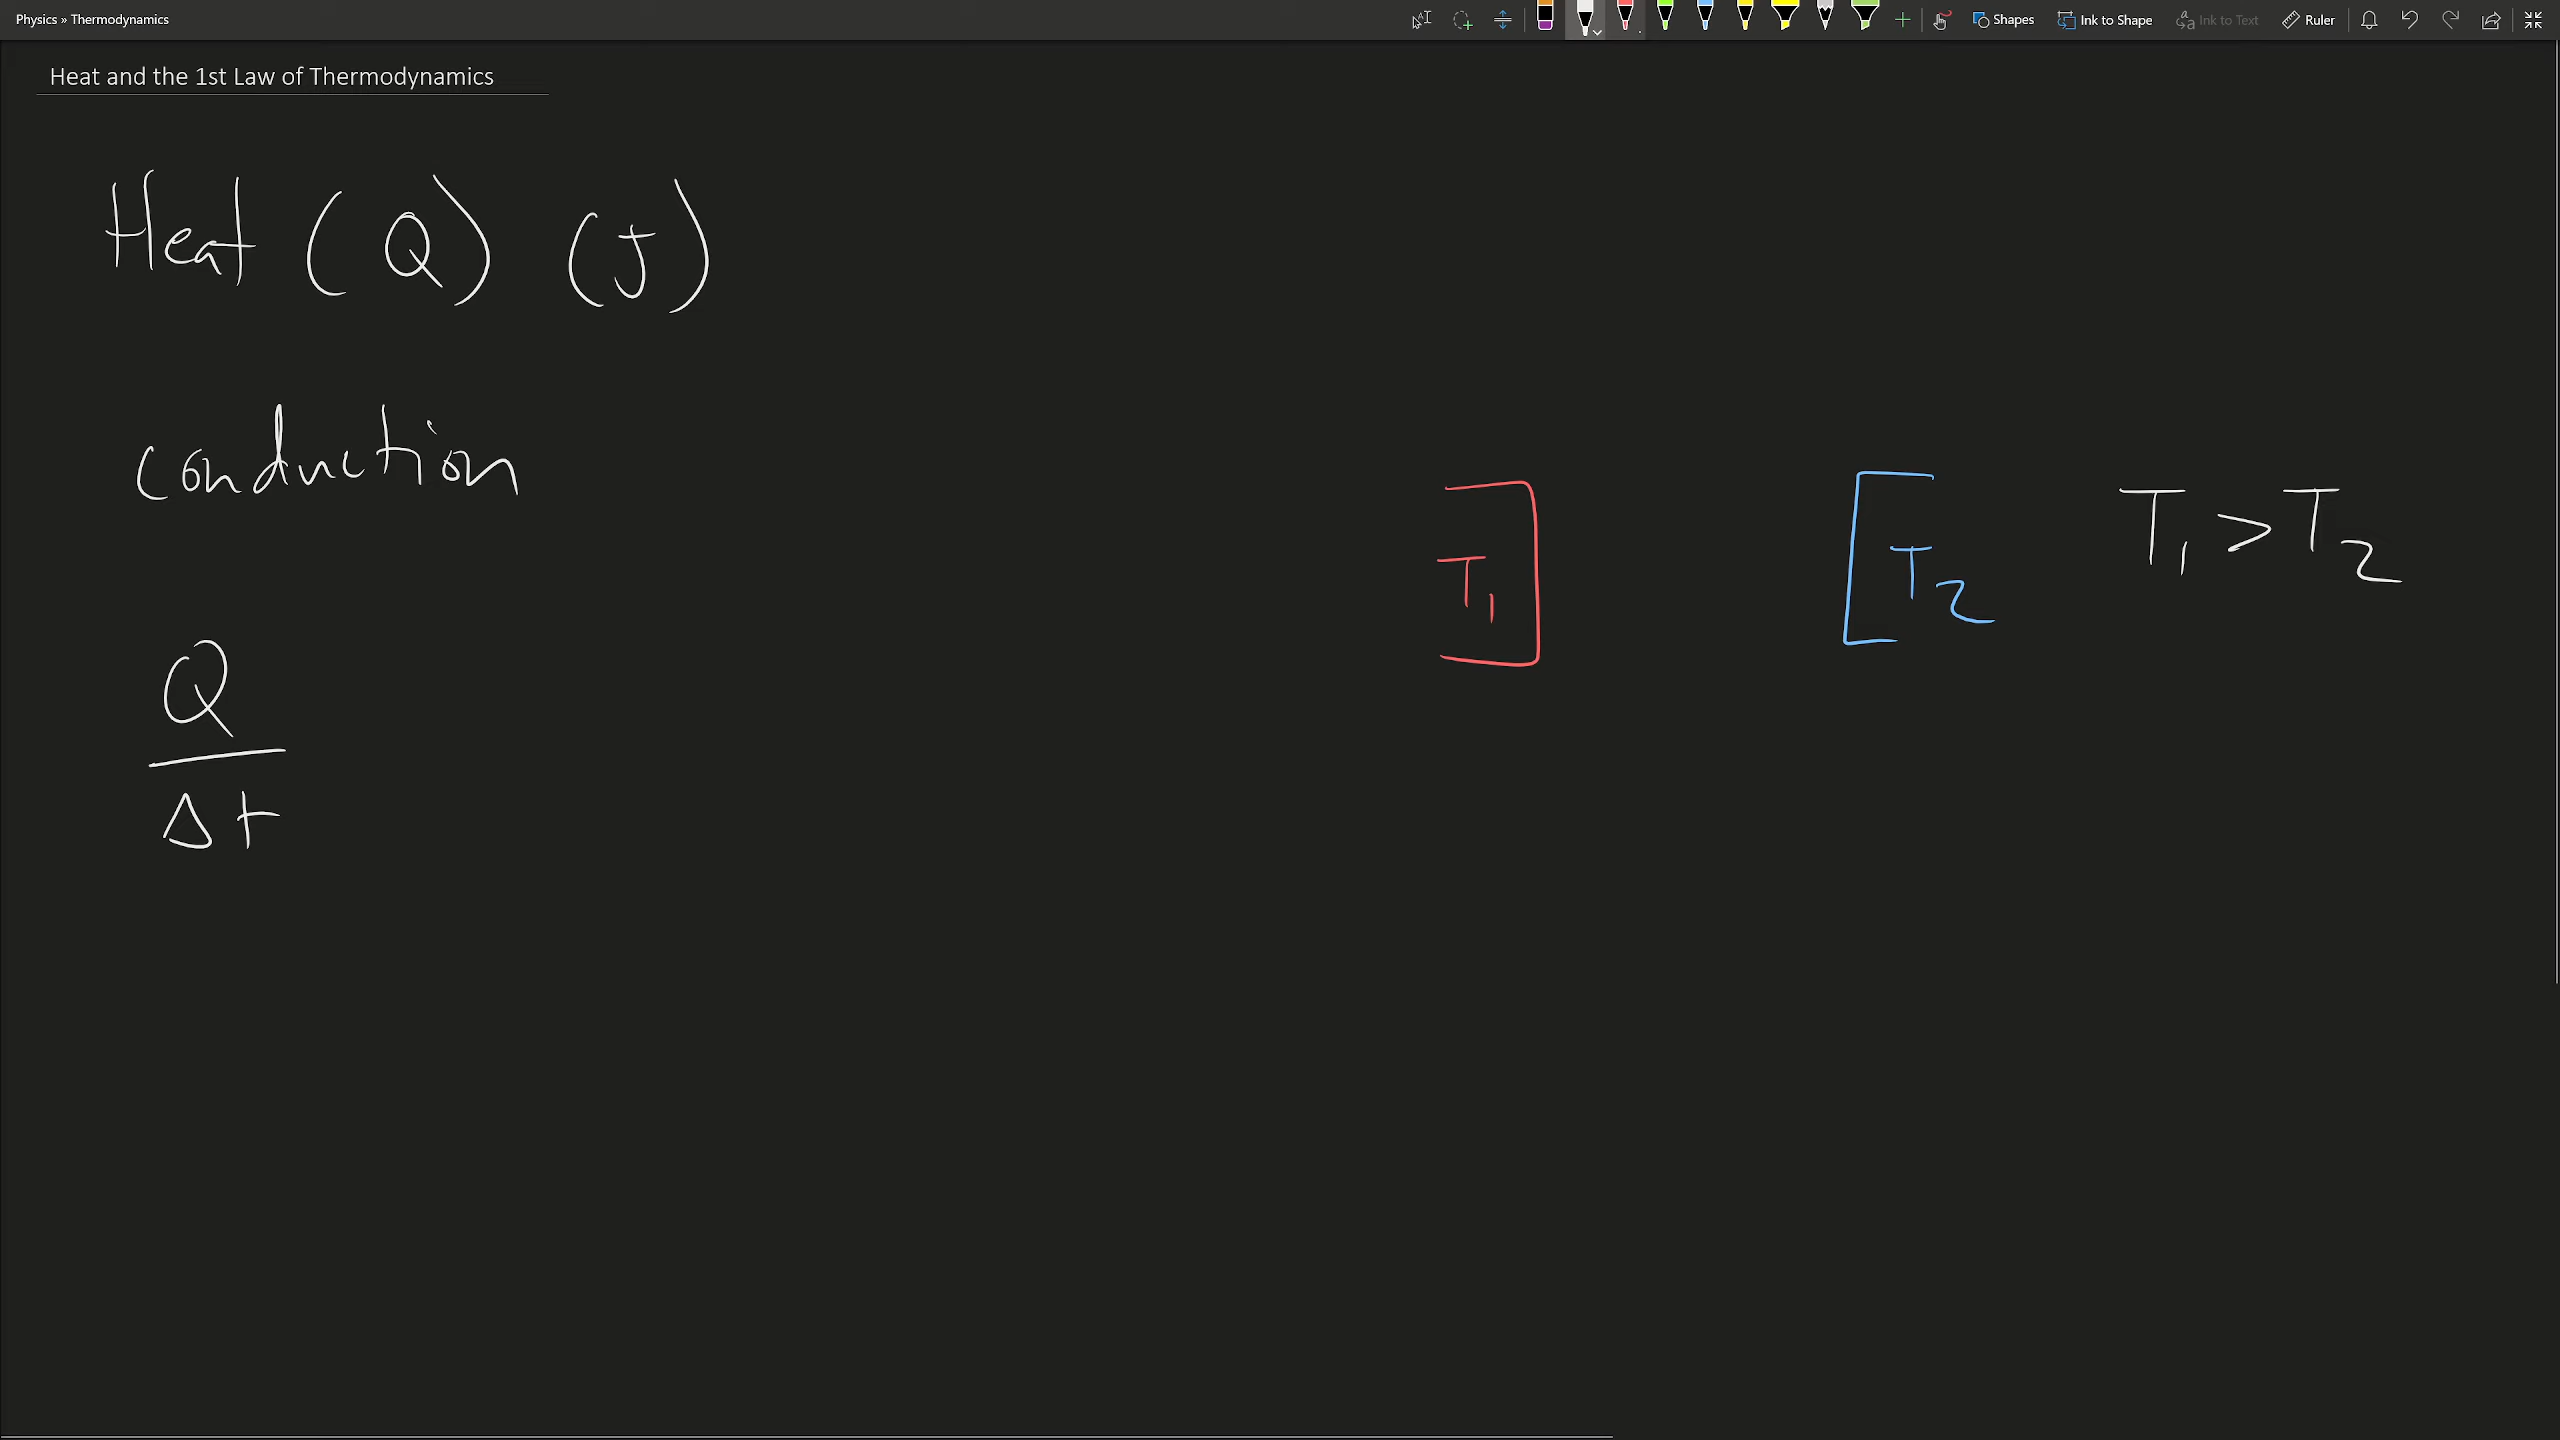 Physics » Thermodynamics
Shapes Ink to Shape Ink to Text Ruler
Heat and the 1st Law of Thermodynamics
Heat (Q) (J)
conduction
T₁ T₂ T₁ > T₂
Q
Δt